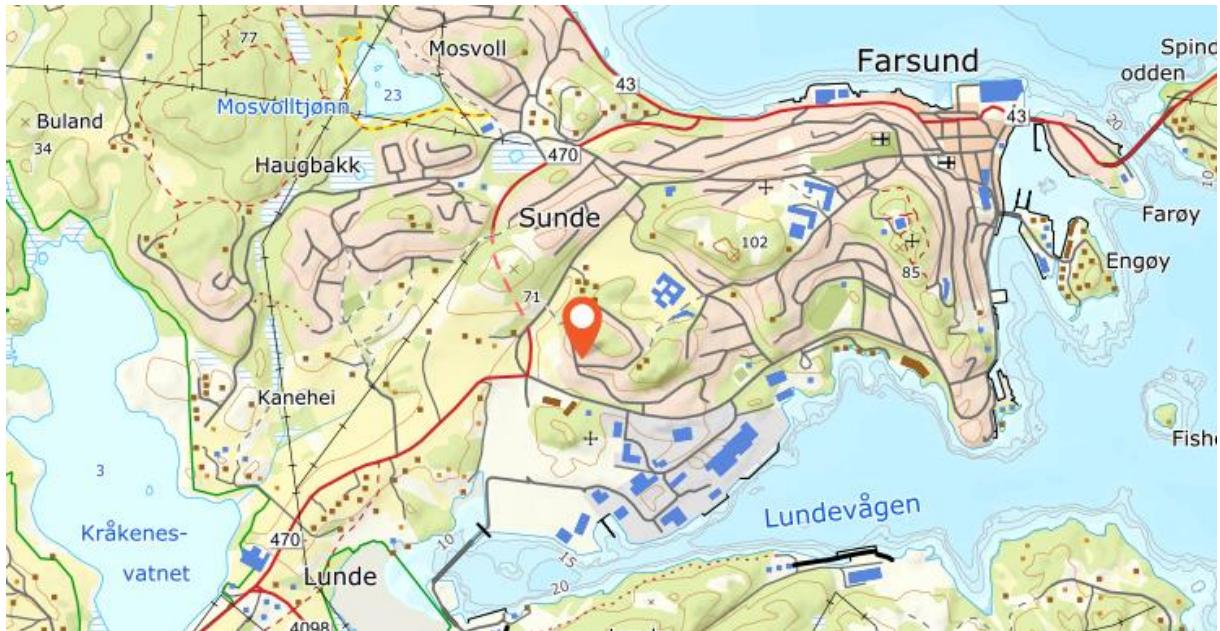 77
Mosvoll
Farsund
Spind
odden
43
Mosvolltjønn
23
20
Buland
43
34
Haugbakk
470
10
Sunde
Farøy
102
Engøy
85
71
Kanehei
Fishe
3
Lundevågen
Kråkenes-
vatnet
470
10
15
Lunde
20
4098